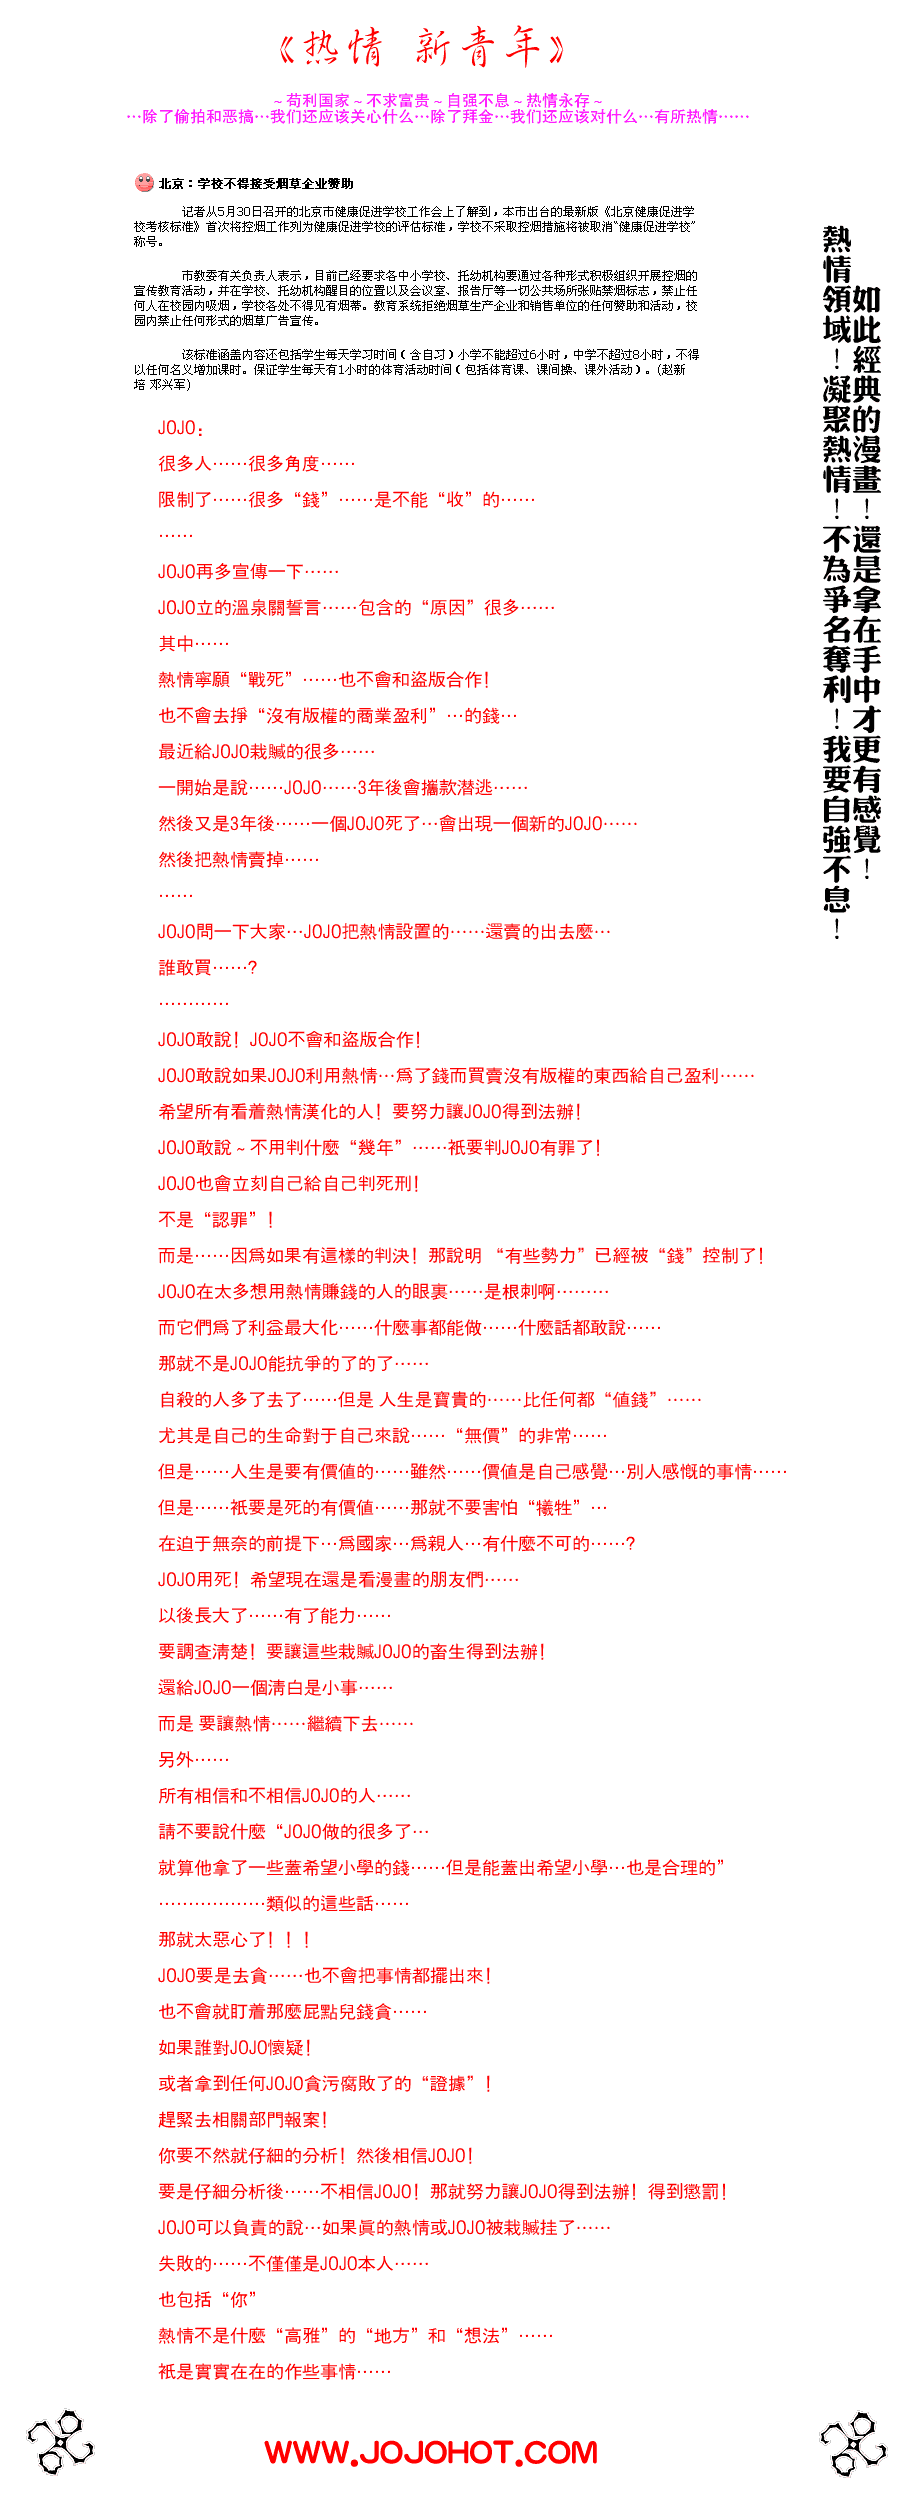 《热情 新青年》
～苟利国家～不求富贵～自强不息～热情永存～
…除了偷拍和恶搞…我们还应该关心什么…除了拜金…我们还应该对什么…有所热情……
北京：学校不得接受烟草企业赞助
记者从5月30日召开的北京市健康促进学校工作会上了解到，本市出台的最新版《北京健康促进学
校考核标准》首次将控烟工作列为健康促进学校的评估标准，学校不采取控烟措施将被取消“健康促进学校”
称号。
市教委有关负责人表示，目前已经要求各中小学校、托幼机构要通过各种形式积极组织开展控烟的
宣传教育活动，并在学校、托幼机构醒目的位置以及会议室、报告厅等一切公共场所张贴禁烟标志，禁止任
何人在校园内吸烟，学校各处不得见有烟蒂。教育系统拒绝烟草生产企业和销售单位的任何赞助和活动，校
园内禁止任何形式的烟草广告宣传。
该标准涵盖内容还包括学生每天学习时间（含自习）小学不能超过6小时，中学不超过8小时，不得
以任何名义增加课时。保证学生每天有1小时的体育活动时间（包括体育课、课间操、课外活动）。(赵新
培 邓兴军)
如此經典的漫畫！還是拿在手中才更有感覺！
熱情領域！凝聚熱情！不為爭名奪利！我要自強不息！
JOJO：
很多人……很多角度……
限制了……很多“錢”……是不能“收”的……
……
JOJO再多宣傳一下……
JOJO立的溫泉關誓言……包含的“原因”很多……
其中……
熱情寧願“戰死”……也不會和盜版合作！
也不會去掙“沒有版權的商業盈利”…的錢…
最近給JOJO栽贓的很多……
一開始是說……JOJO……3年後會攜款潛逃……
然後又是3年後……一個JOJO死了…會出現一個新的JOJO……
然後把熱情賣掉……
……
JOJO問一下大家…JOJO把熱情設置的……還賣的出去麼…
誰敢買……?
…………
JOJO敢說！JOJO不會和盜版合作！
JOJO敢說如果JOJO利用熱情…爲了錢而買賣沒有版權的東西給自己盈利……
希望所有看着熱情漢化的人！要努力讓JOJO得到法辦！
JOJO敢說～不用判什麼“幾年”……衹要判JOJO有罪了！
JOJO也會立刻自己給自己判死刑！
不是“認罪”！
而是……因爲如果有這樣的判決！那說明 “有些勢力”已經被“錢”控制了！
JOJO在太多想用熱情賺錢的人的眼裏……是根刺啊………
而它們爲了利益最大化……什麼事都能做……什麼話都敢說……
那就不是JOJO能抗爭的了的了……
自殺的人多了去了……但是 人生是寶貴的……比任何都“値錢”……
尤其是自己的生命對于自己來說……“無價”的非常……
但是……人生是要有價値的……雖然……價値是自己感覺…別人感慨的事情……
但是……衹要是死的有價値……那就不要害怕“犧牲”…
在迫于無奈的前提下…爲國家…爲親人…有什麼不可的……?
JOJO用死！希望現在還是看漫畫的朋友們……
以後長大了……有了能力……
要調查淸楚！要讓這些栽贓JOJO的畜生得到法辦！
還給JOJO一個淸白是小事……
而是 要讓熱情……繼續下去……
另外……
所有相信和不相信JOJO的人……
請不要說什麼“JOJO做的很多了…
就算他拿了一些蓋希望小學的錢……但是能蓋出希望小學…也是合理的”
………………類似的這些話……
那就太惡心了！！！
JOJO要是去貪……也不會把事情都擺出來！
也不會就盯着那麼屁點兒錢貪……
如果誰對JOJO懷疑！
或者拿到任何JOJO貪污腐敗了的“證據”！
趕緊去相關部門報案！
你要不然就仔細的分析！然後相信JOJO！
要是仔細分析後……不相信JOJO！那就努力讓JOJO得到法辦！得到懲罰！
JOJO可以負責的說…如果眞的熱情或JOJO被栽贓挂了……
失敗的……不僅僅是JOJO本人……
也包括“你”
熱情不是什麼“高雅”的“地方”和“想法”……
衹是實實在在的作些事情……
WWW.JOJOHOT.COM